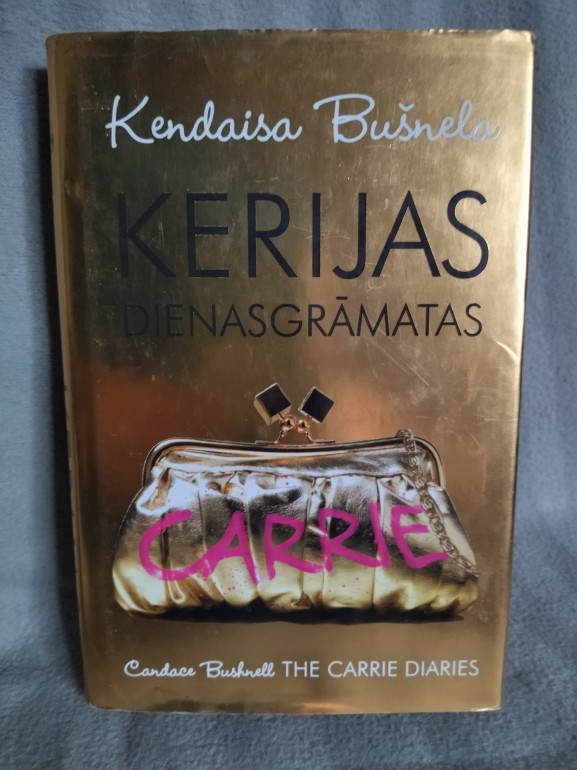 Kendaisa Bušnela
KERIJAS
DIENASGRĀMATAS
CARRIE
Candace Bushnell THE CARRIE DIARIES